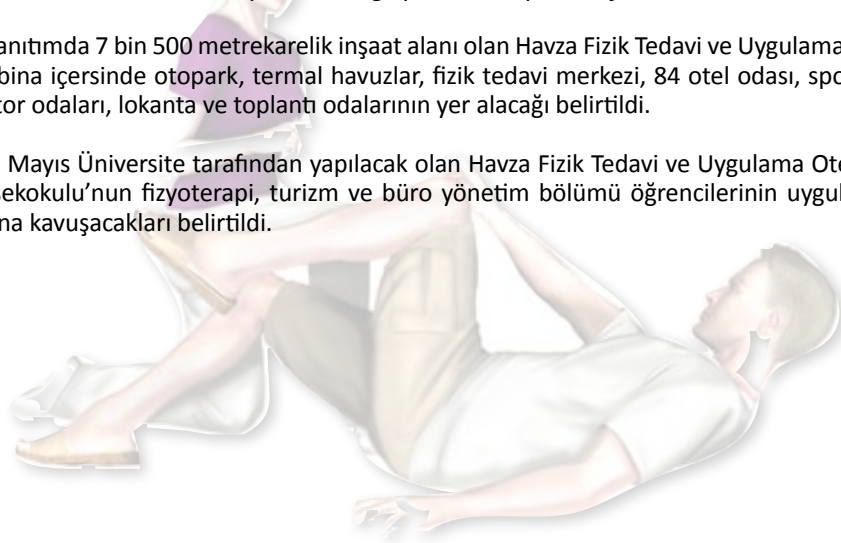 anıtımda 7 bin 500 metrekarelik inşaat alanı olan Havza Fizik Tedavi ve Uygulama
bina içersinde otopark, termal havuzlar, fizik tedavi merkezi, 84 otel odası, spo
tor odaları, lokanta ve toplantı odalarının yer alacağı belirtildi.
Mayıs Üniversite tarafından yapılacak olan Havza Fizik Tedavi ve Uygulama Ote
ekokulu’nun fizyoterapi, turizm ve büro yönetim bölümü öğrencilerinin uygul
na kavuşacakları belirtildi.